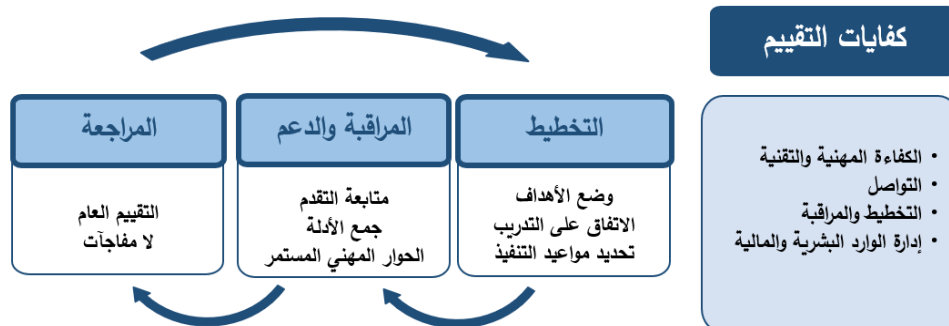 كفايات التقييم
• الكفاءة المهنية والتقنية
• التواصل
• التخطيط والمراقبة
• إدارة الوارد البشرية والمالية
التخطيط
وضع الأهداف
الاتفاق على التدريب
تحديد مواعيد التنفيذ
المراقبة والدعم
متابعة التقدم
جمع الأدلة
الحوار المهني المستمر
المراجعة
التقييم العام
لا مفاجآت